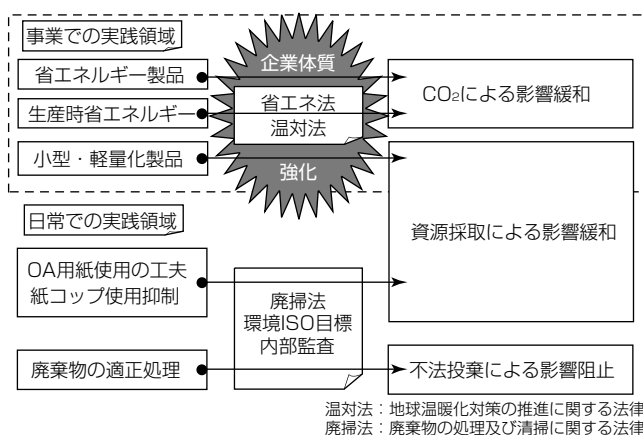 事業での実践領域
省エネルギー製品
生産時省エネルギー
小型・軽量化製品
企業体質
省エネ法
温対法
強化
CO₂による影響緩和
資源採取による影響緩和
日常での実践領域
OA用紙使用の工夫
紙コップ使用抑制
廃掃法
環境ISO目標
内部監査
廃棄物の適正処理
不法投棄による影響阻止
温対法：地球温暖化対策の推進に関する法律
廃掃法：廃棄物の処理及び清掃に関する法律